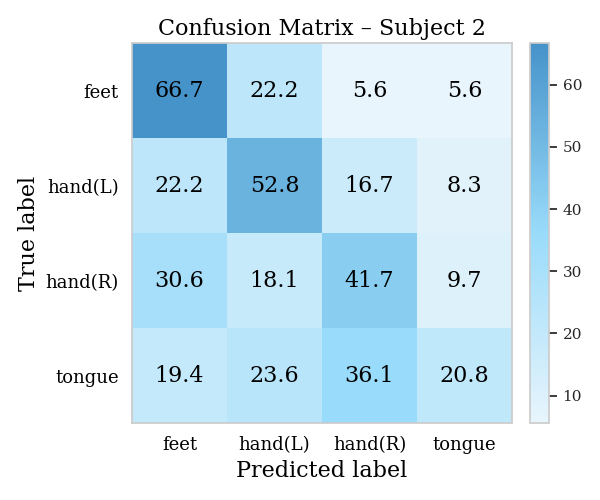 Confusion Matrix – Subject 2
feet 66.7 22.2 5.6 5.6
hand(L) 22.2 52.8 16.7 8.3
hand(R) 30.6 18.1 41.7 9.7
tongue 19.4 23.6 36.1 20.8
feet hand(L) hand(R) tongue
Predicted label
True label
60
50
40
30
20
10